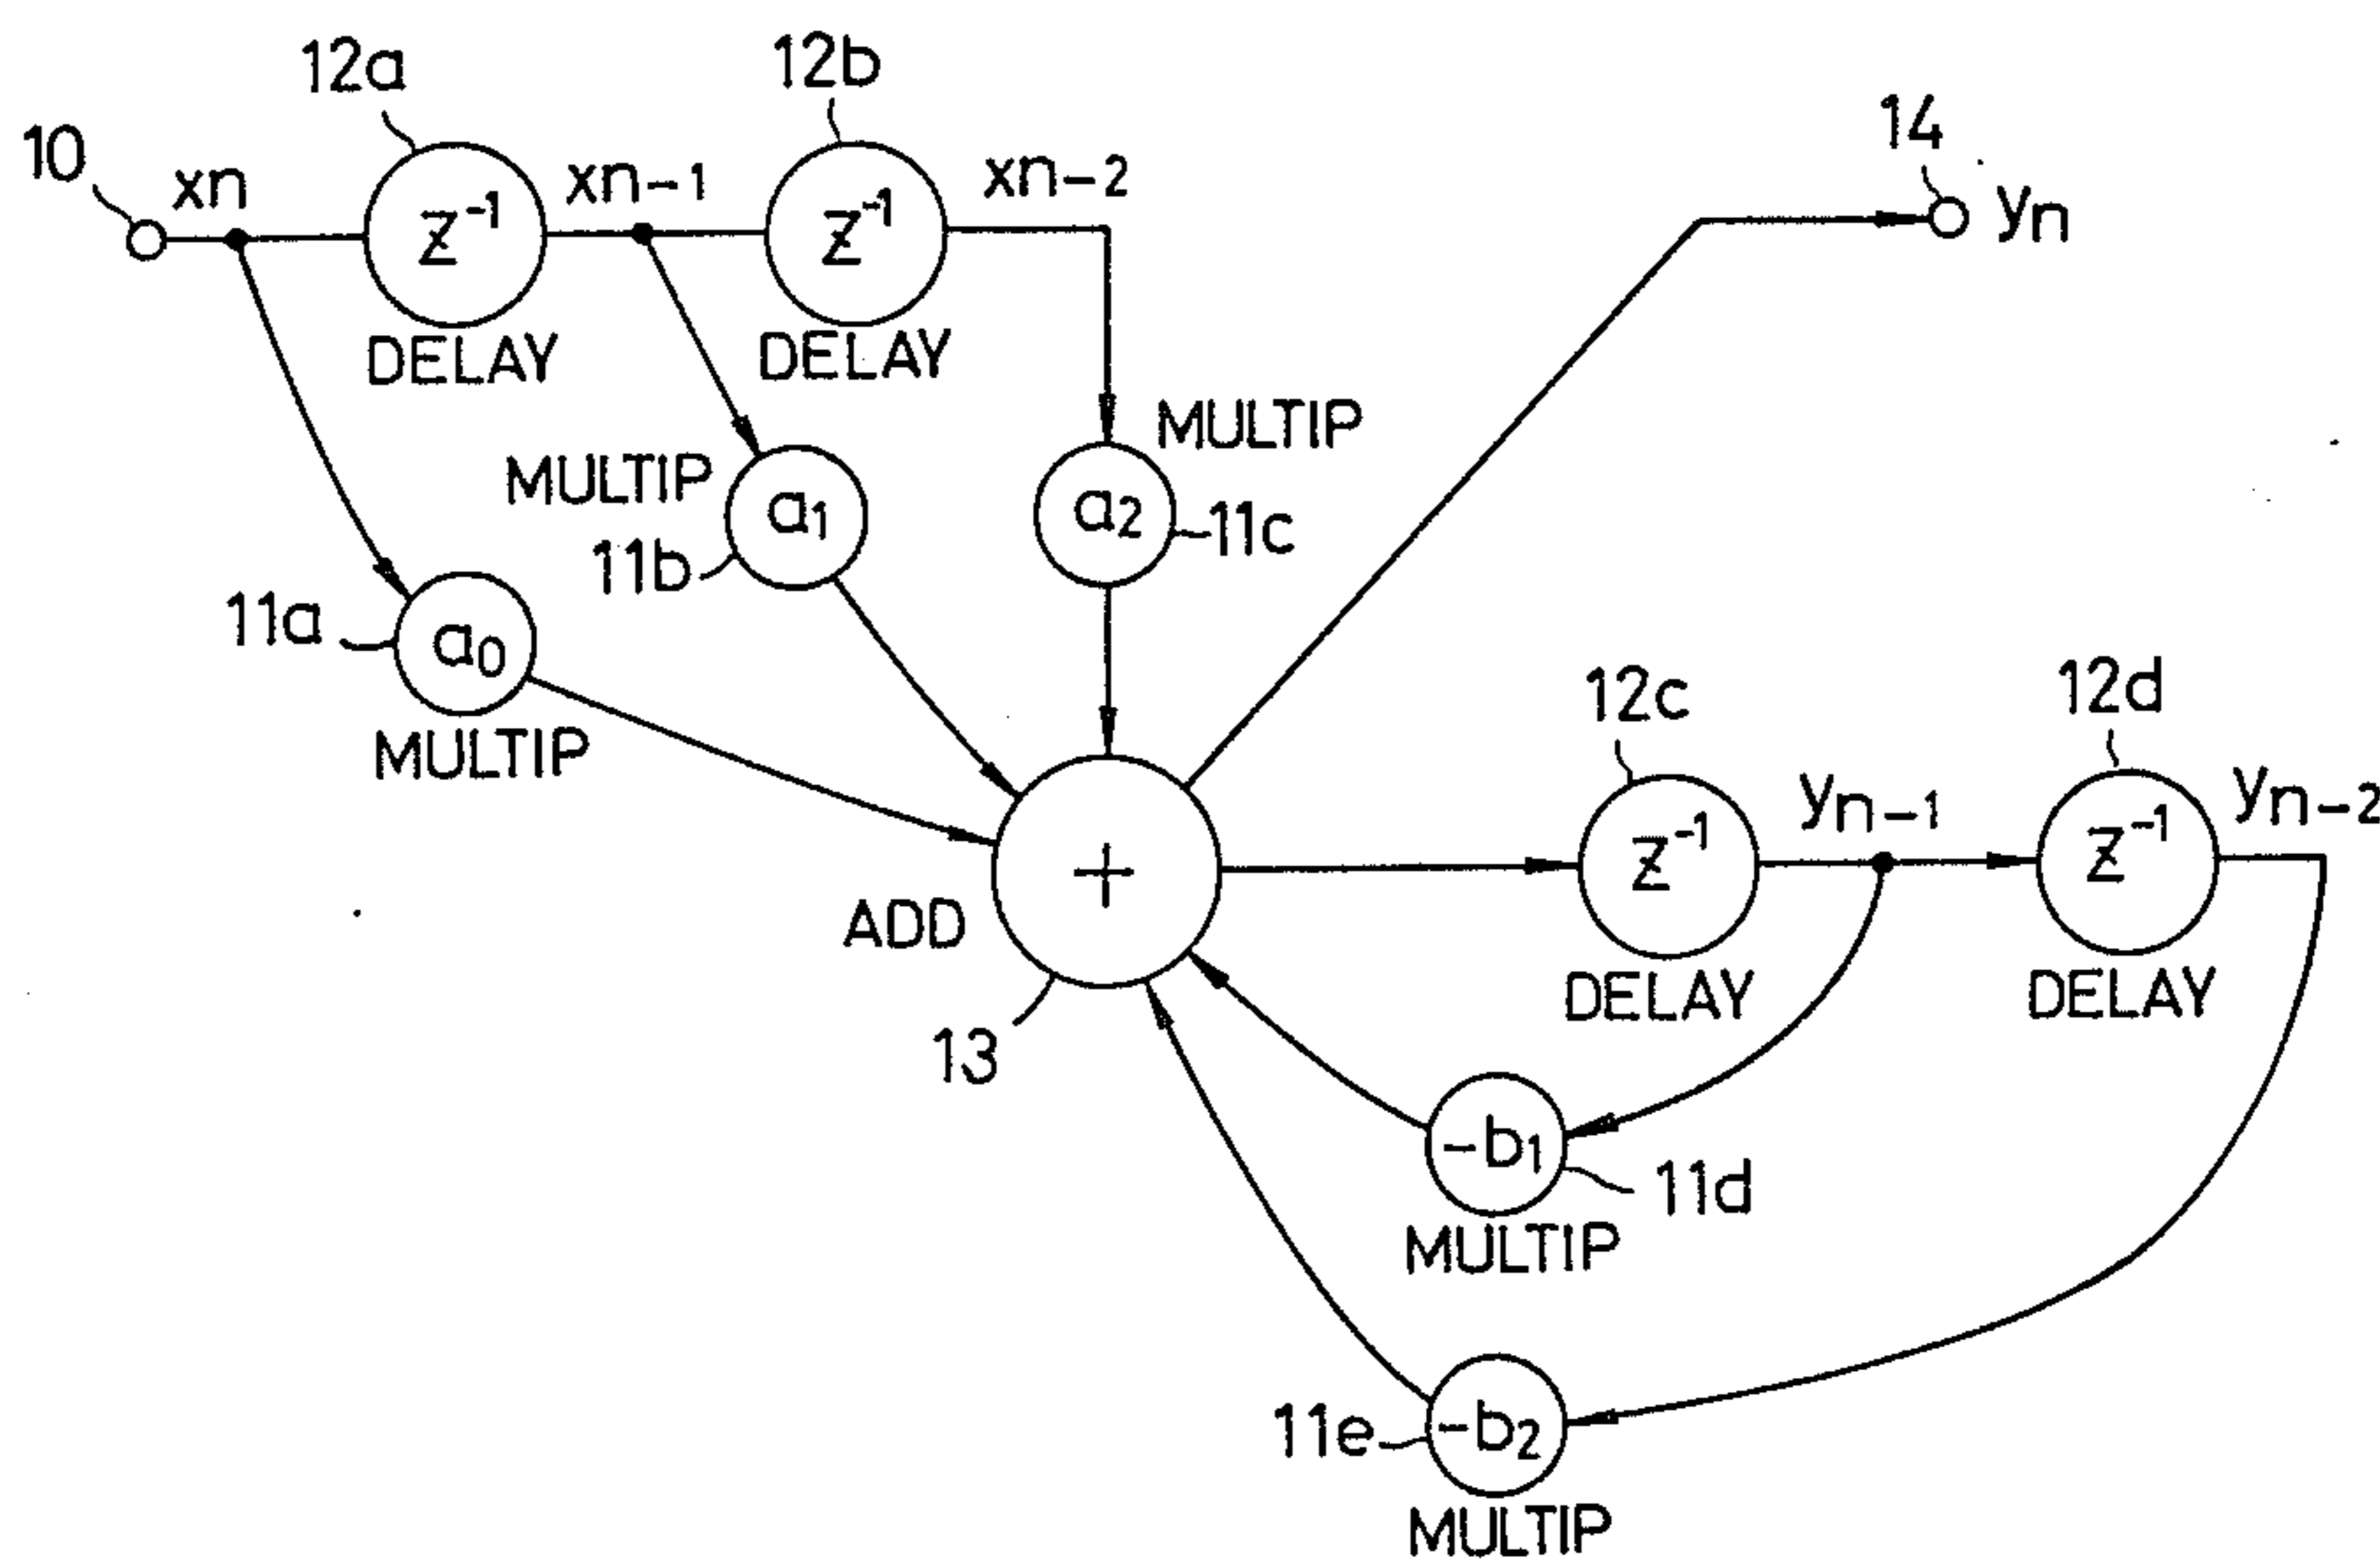 12a
12b
10
xn
Z⁻¹
xn-1
Z⁻¹
xn-2
14
yn
DELAY
DELAY
MULTIP
MULTIP
a1
11b
a2
11c
11a
a0
MULTIP
12c
12d
+
ADD
13
Z⁻¹
yn-1
Z⁻¹
yn-2
DELAY
DELAY
-b1
11d
MULTIP
11e
-b2
MULTIP